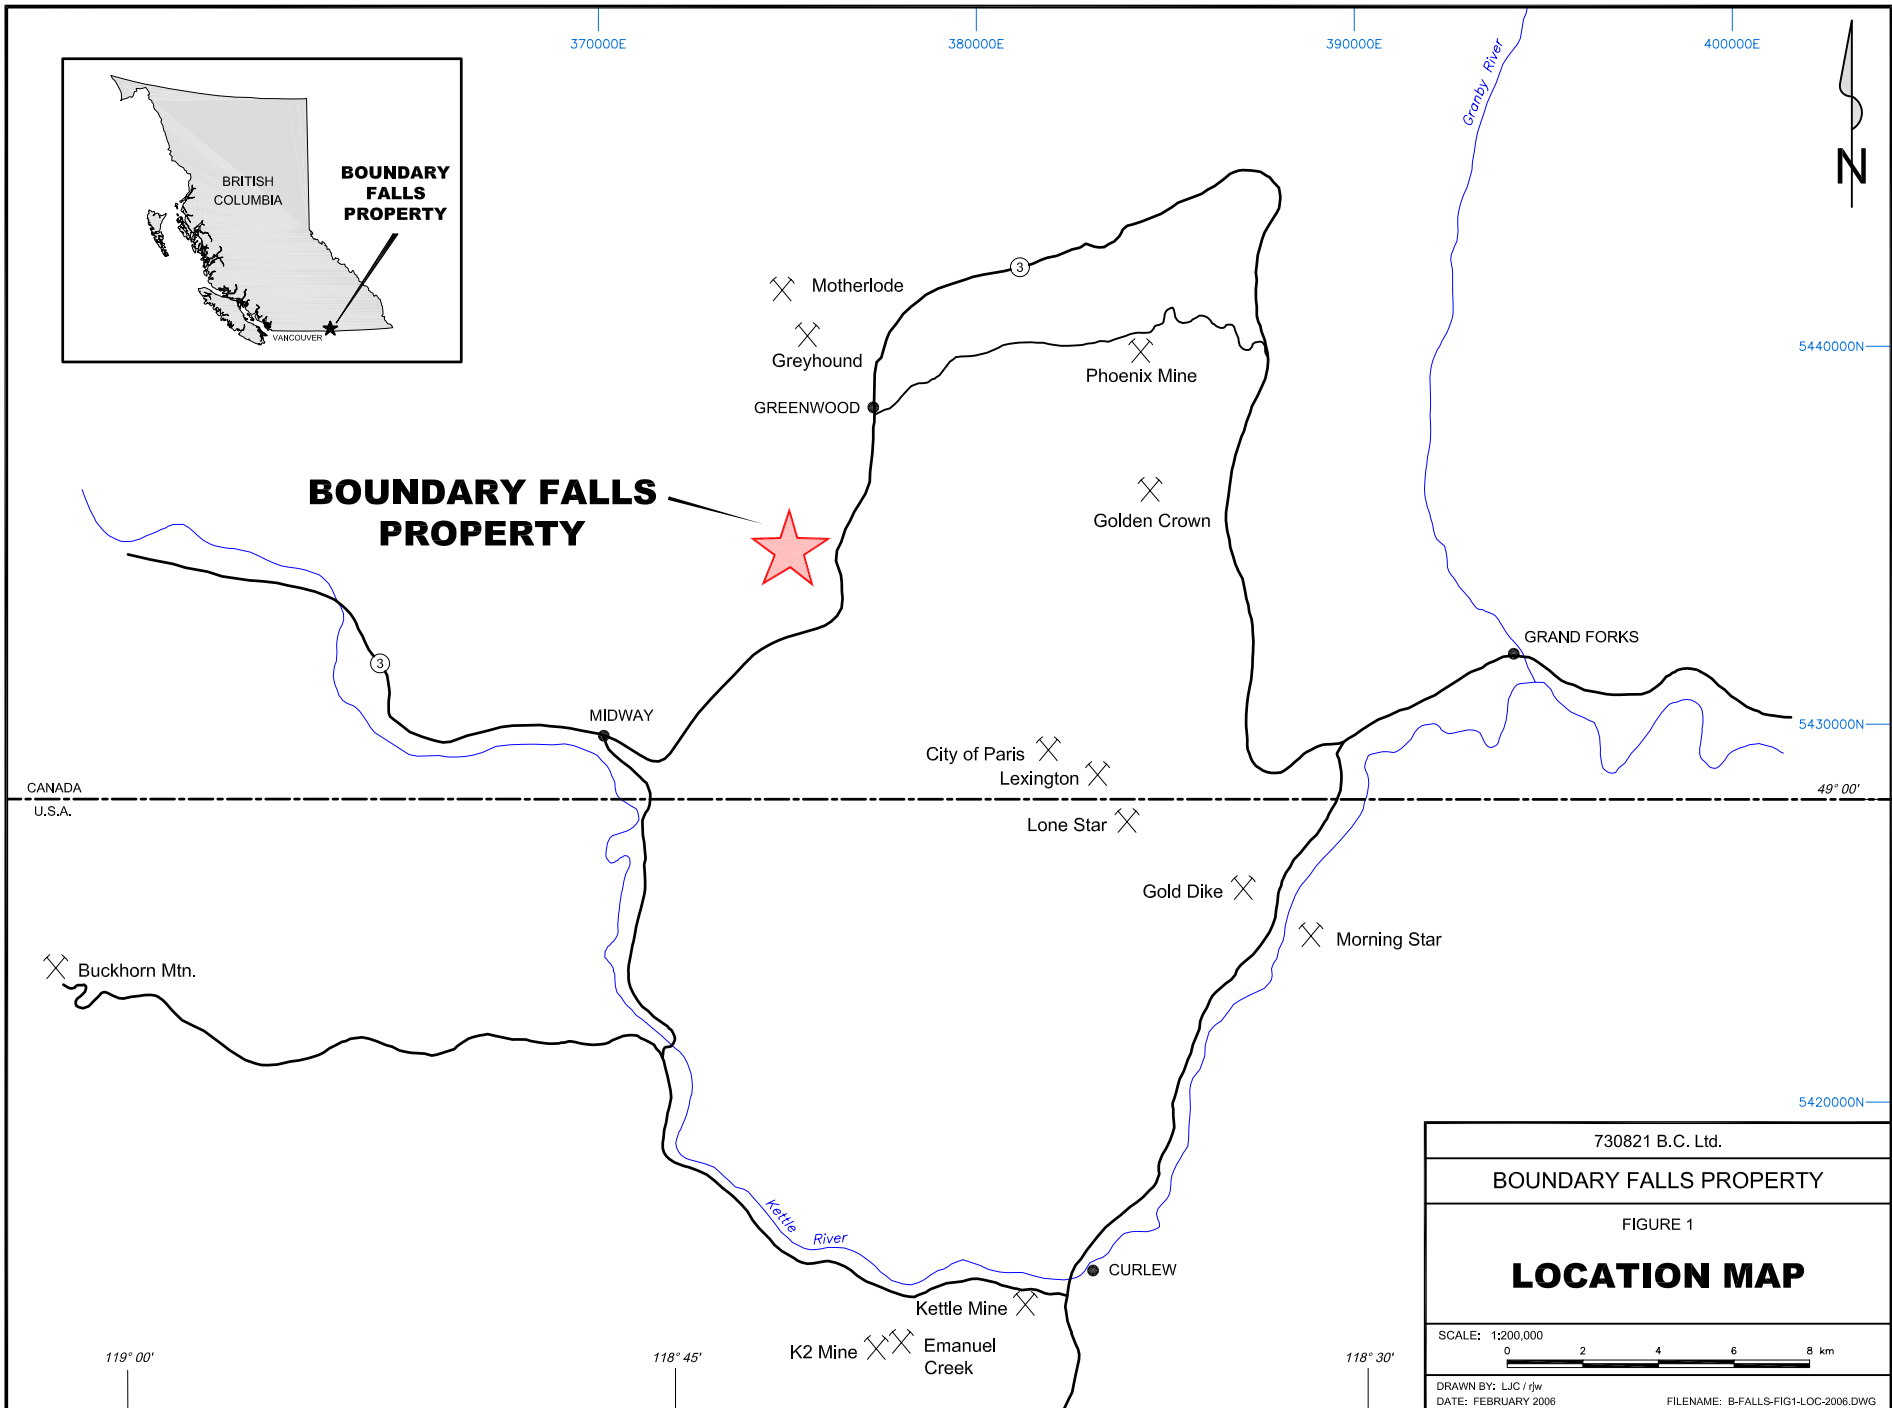 370000E
380000E
390000E
400000E
Granby River
N
BRITISH
COLUMBIA
BOUNDARY
FALLS
PROPERTY
VANCOUVER
3
Motherlode
Greyhound
Phoenix Mine
5440000N
GREENWOOD
BOUNDARY FALLS
PROPERTY
Golden Crown
GRAND FORKS
3
MIDWAY
5430000N
City of Paris
Lexington
CANADA
U.S.A.
49° 00'
Lone Star
Gold Dike
Morning Star
Buckhorn Mtn.
5420000N
Kettle
River
CURLEW
Kettle Mine
K2 Mine
Emanuel
Creek
119° 00'
118° 45'
118° 30'
730821 B.C. Ltd.
BOUNDARY FALLS PROPERTY
FIGURE 1
LOCATION MAP
SCALE: 1:200,000
0 2 4 6 8 km
DRAWN BY: LJC / rjw
DATE: FEBRUARY 2006
FILENAME: B-FALLS-FIG1-LOC-2006.DWG